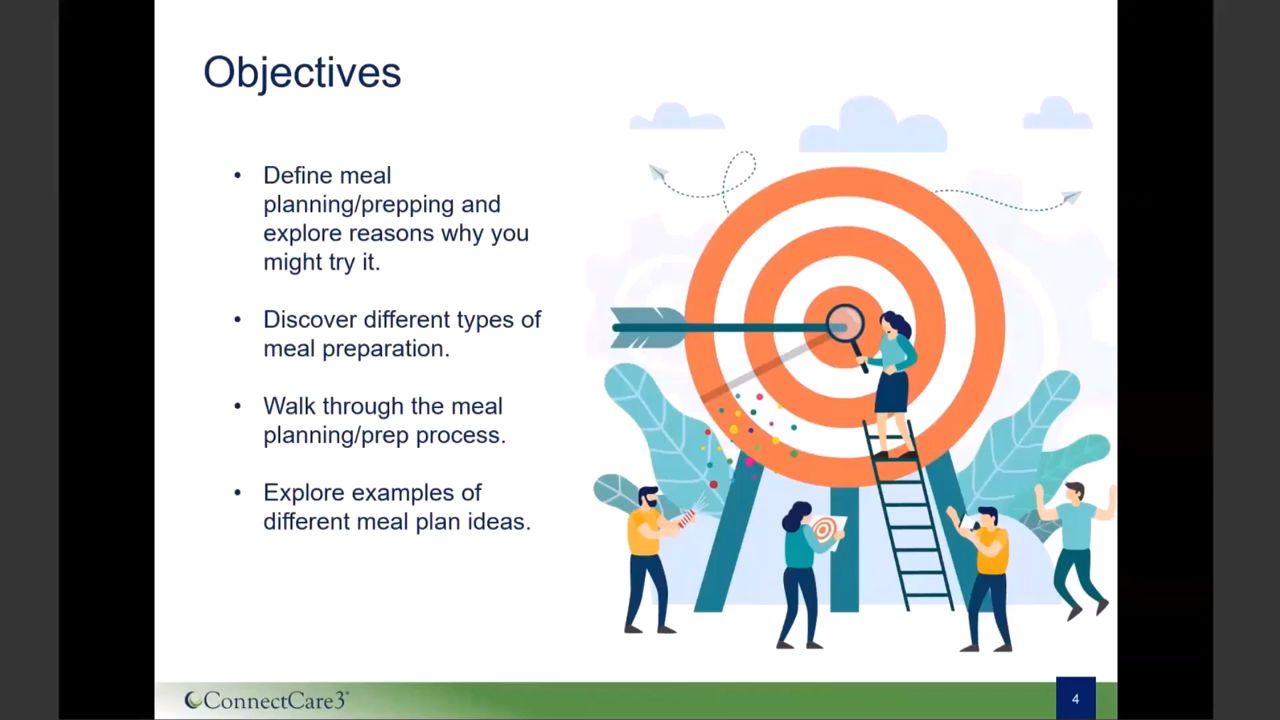 Objectives
• Define meal
planning/prepping and
explore reasons why you
might try it.
• Discover different types of
meal preparation.
• Walk through the meal
planning/prep process.
• Explore examples of
different meal plan ideas.
ConnectCare3®
4